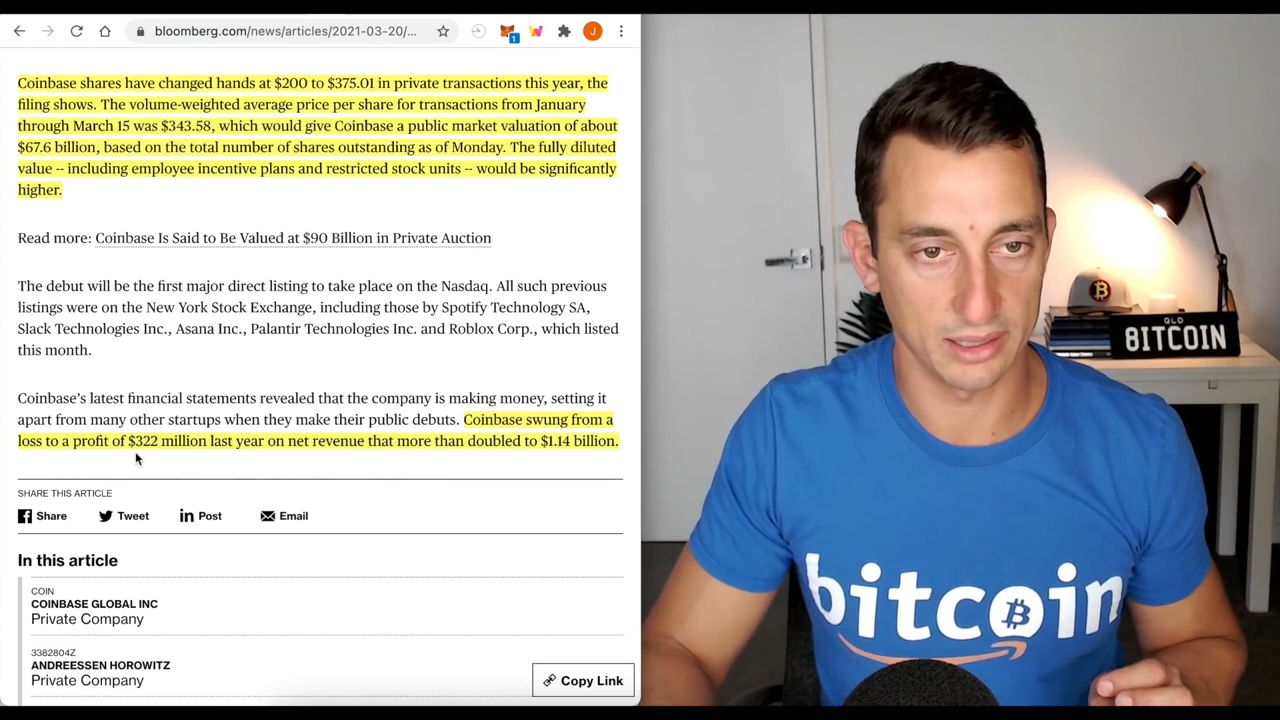 bloomberg.com/news/articles/2021-03-20/...
1
J
Coinbase shares have changed hands at $200 to $375.01 in private transactions this year, the
filing shows. The volume-weighted average price per share for transactions from January
through March 15 was $343.58, which would give Coinbase a public market valuation of about
$67.6 billion, based on the total number of shares outstanding as of Monday. The fully diluted
value -- including employee incentive plans and restricted stock units -- would be significantly
higher.
Read more: Coinbase Is Said to Be Valued at $90 Billion in Private Auction
The debut will be the first major direct listing to take place on the Nasdaq. All such previous
listings were on the New York Stock Exchange, including those by Spotify Technology SA,
Slack Technologies Inc., Asana Inc., Palantir Technologies Inc. and Roblox Corp., which listed
this month.
Coinbase’s latest financial statements revealed that the company is making money, setting it
apart from many other startups when they make their public debuts. Coinbase swung from a
loss to a profit of $322 million last year on net revenue that more than doubled to $1.14 billion.
SHARE THIS ARTICLE
Share
Tweet
in Post
Email
In this article
COIN
COINBASE GLOBAL INC
Private Company
3382804Z
ANDREESSEN HOROWITZ
Private Company
Copy Link
QLD
8ITCOIN
bitcoin